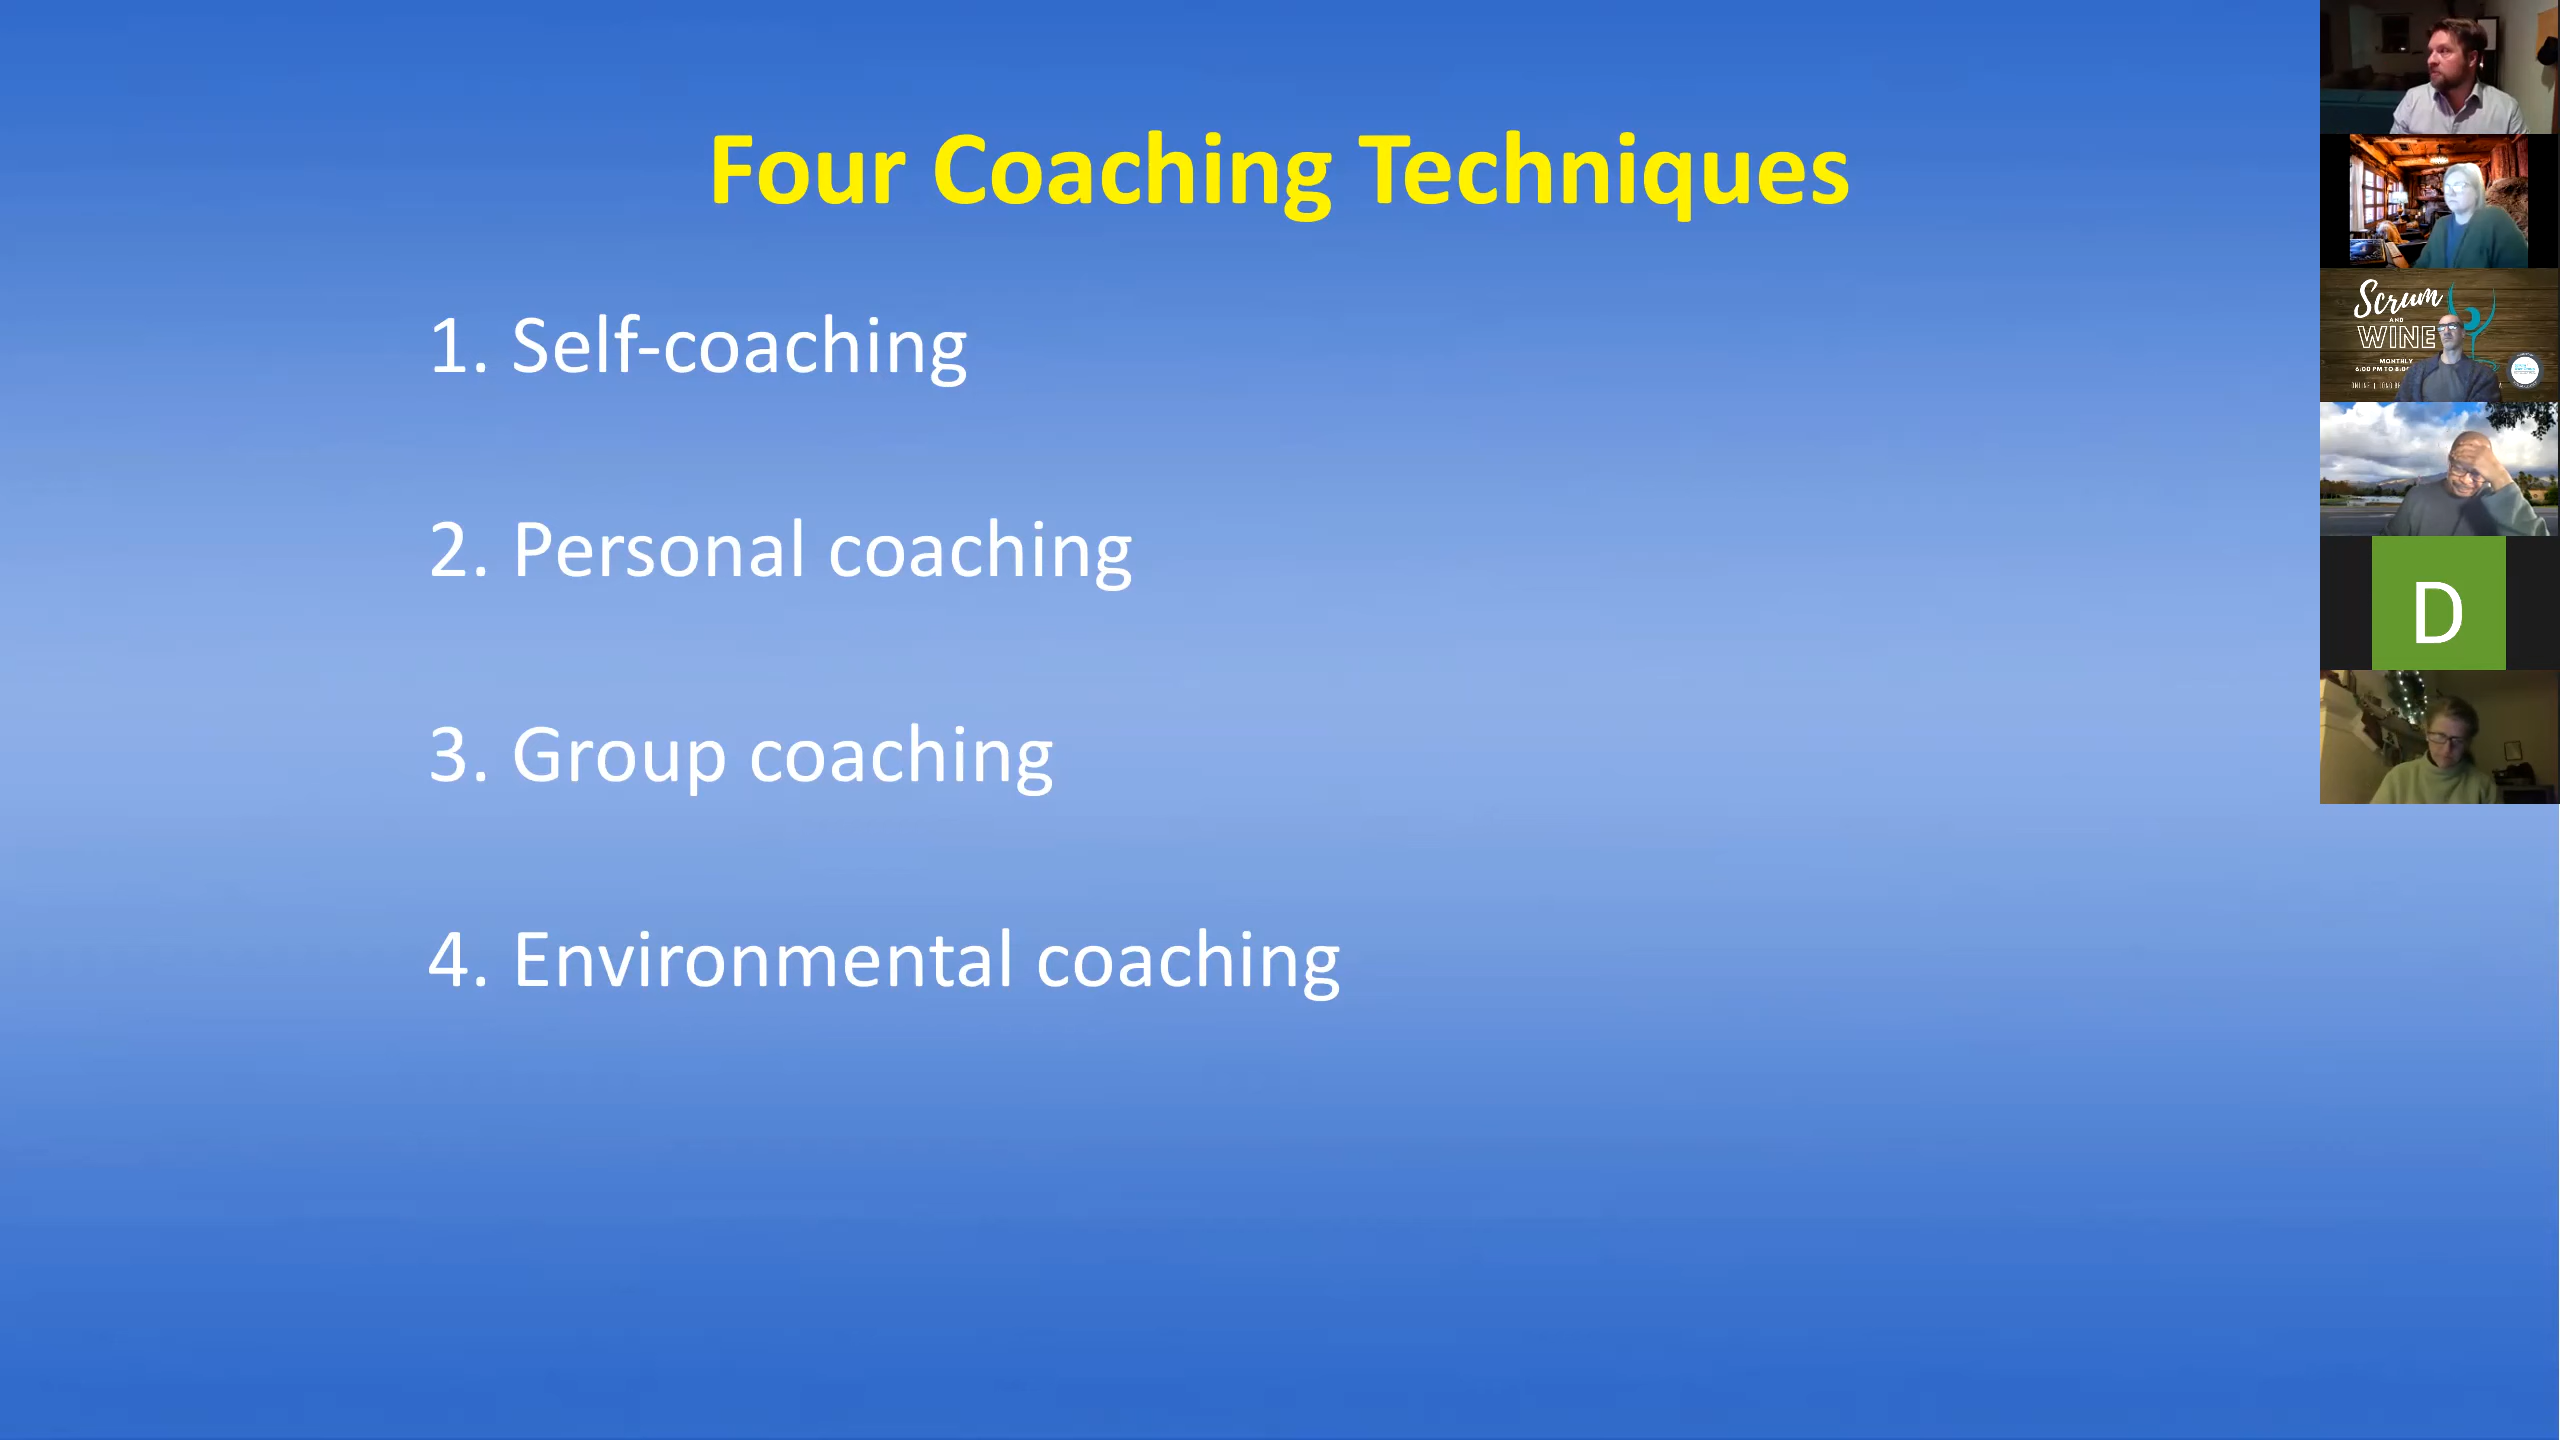 Four Coaching Techniques
1. Self-coaching
2. Personal coaching
3. Group coaching
4. Environmental coaching
Scrum
AND
WINE
MONTHLY
D